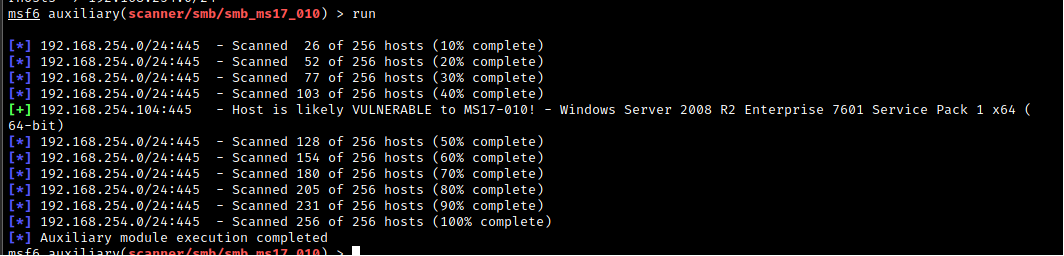 msf6 auxiliary(scanner/smb/smb_ms17_010) > run
[*] 192.168.254.0/24:445  - Scanned  26 of 256 hosts (10% complete)
[*] 192.168.254.0/24:445  - Scanned  52 of 256 hosts (20% complete)
[*] 192.168.254.0/24:445  - Scanned  77 of 256 hosts (30% complete)
[*] 192.168.254.0/24:445  - Scanned 103 of 256 hosts (40% complete)
[+] 192.168.254.104:445   - Host is likely VULNERABLE to MS17-010! - Windows Server 2008 R2 Enterprise 7601 Service Pack 1 x64 (
64-bit)
[*] 192.168.254.0/24:445  - Scanned 128 of 256 hosts (50% complete)
[*] 192.168.254.0/24:445  - Scanned 154 of 256 hosts (60% complete)
[*] 192.168.254.0/24:445  - Scanned 180 of 256 hosts (70% complete)
[*] 192.168.254.0/24:445  - Scanned 205 of 256 hosts (80% complete)
[*] 192.168.254.0/24:445  - Scanned 231 of 256 hosts (90% complete)
[*] 192.168.254.0/24:445  - Scanned 256 of 256 hosts (100% complete)
[*] Auxiliary module execution completed
msf6 auxiliary(scanner/smb/smb_ms17_010) >